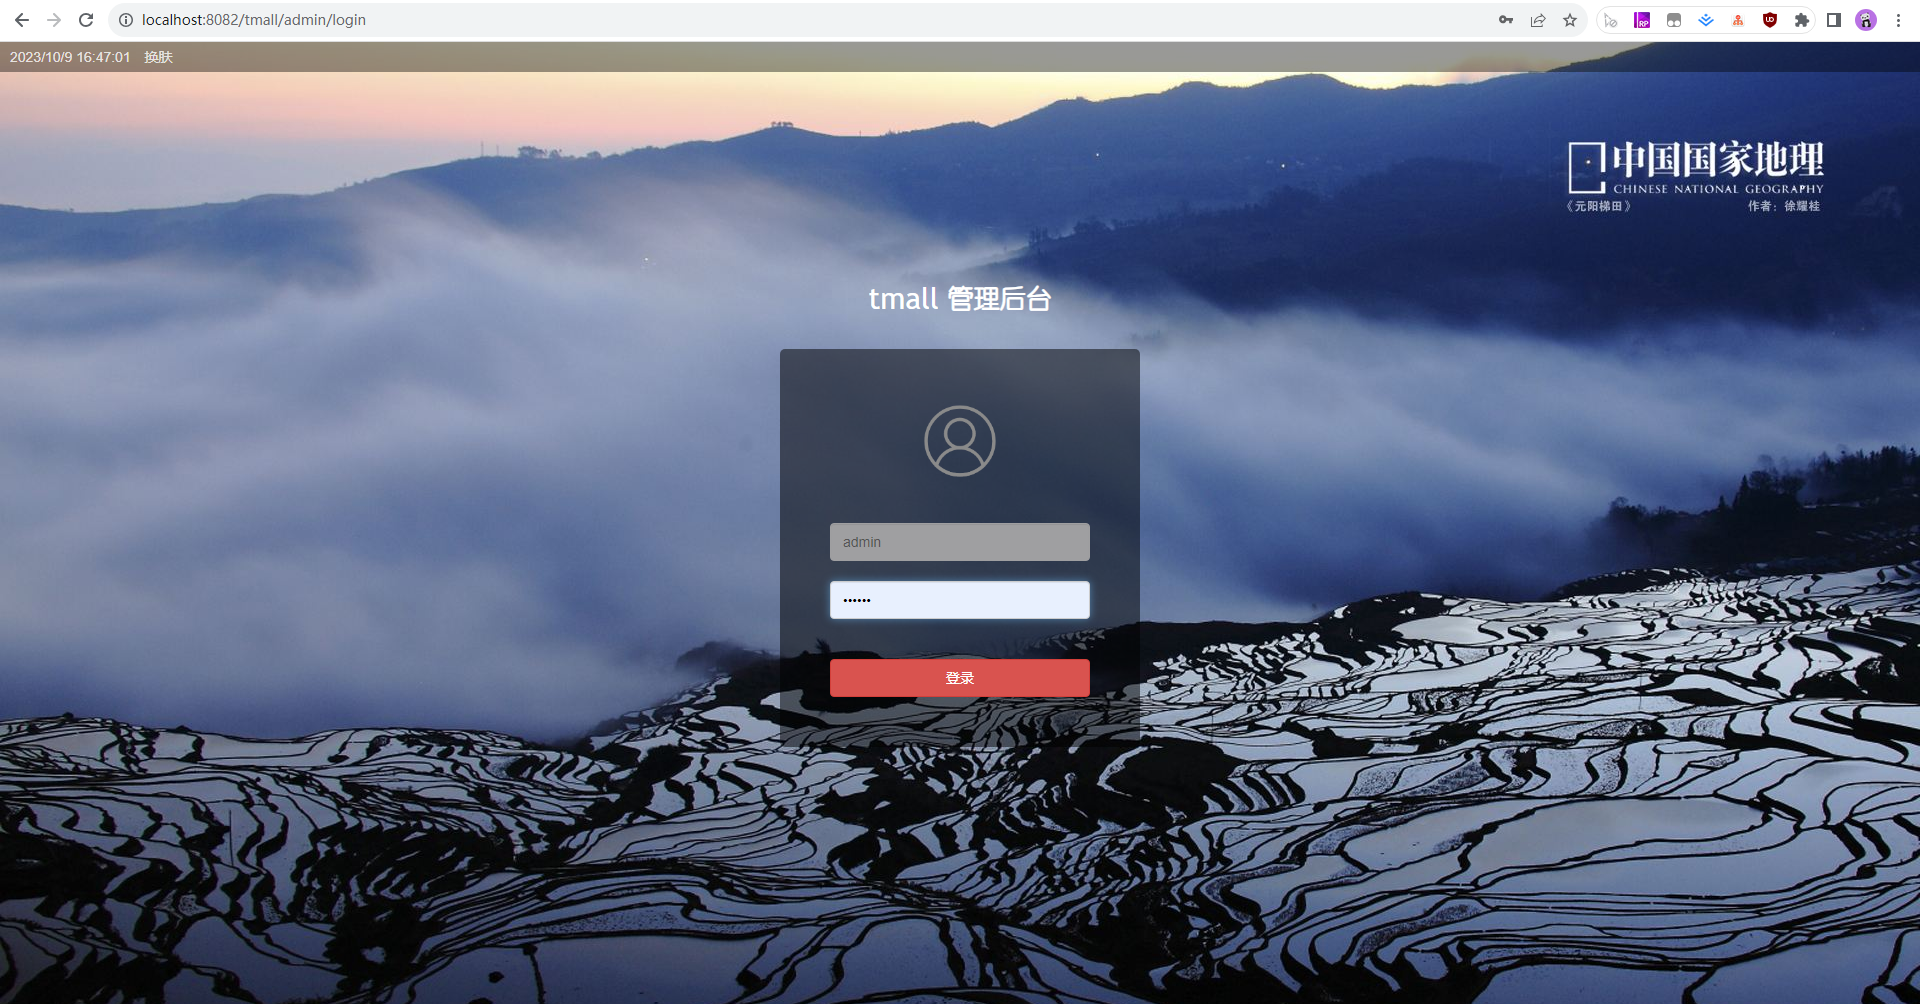 localhost:8082/tmall/admin/login
2023/10/9 16:47:01 换肤
中国国家地理
CHINESE NATIONAL GEOGRAPHY
《元阳梯田》 作者：徐耀桂
tmall 管理后台
admin
••••••
登录